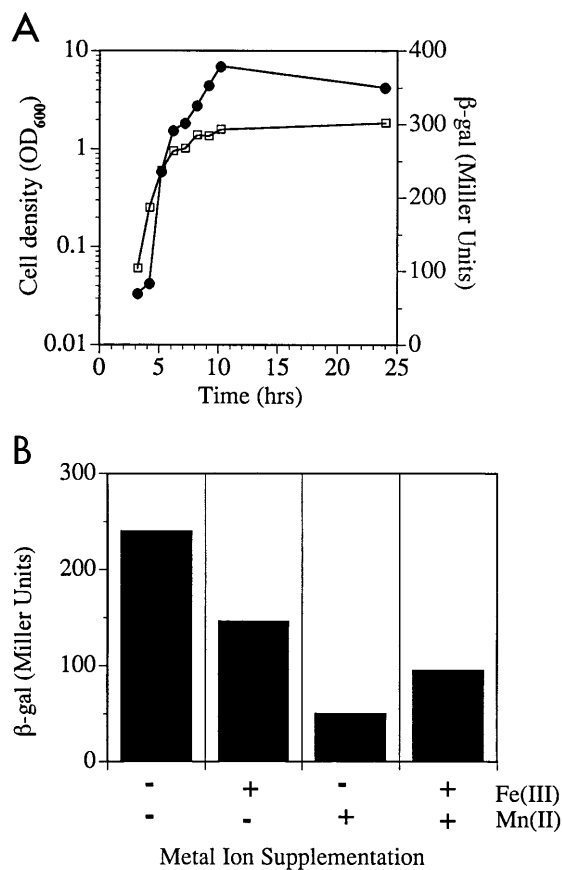 A
Cell density (OD600)
10
1
0.1
0.01
400
300
200
100
0
β-gal (Miller Units)
0 5 10 15 20 25
Time (hrs)
B
β-gal (Miller Units)
300
200
100
0
- + - + Fe(III)
- - + + Mn(II)
Metal Ion Supplementation